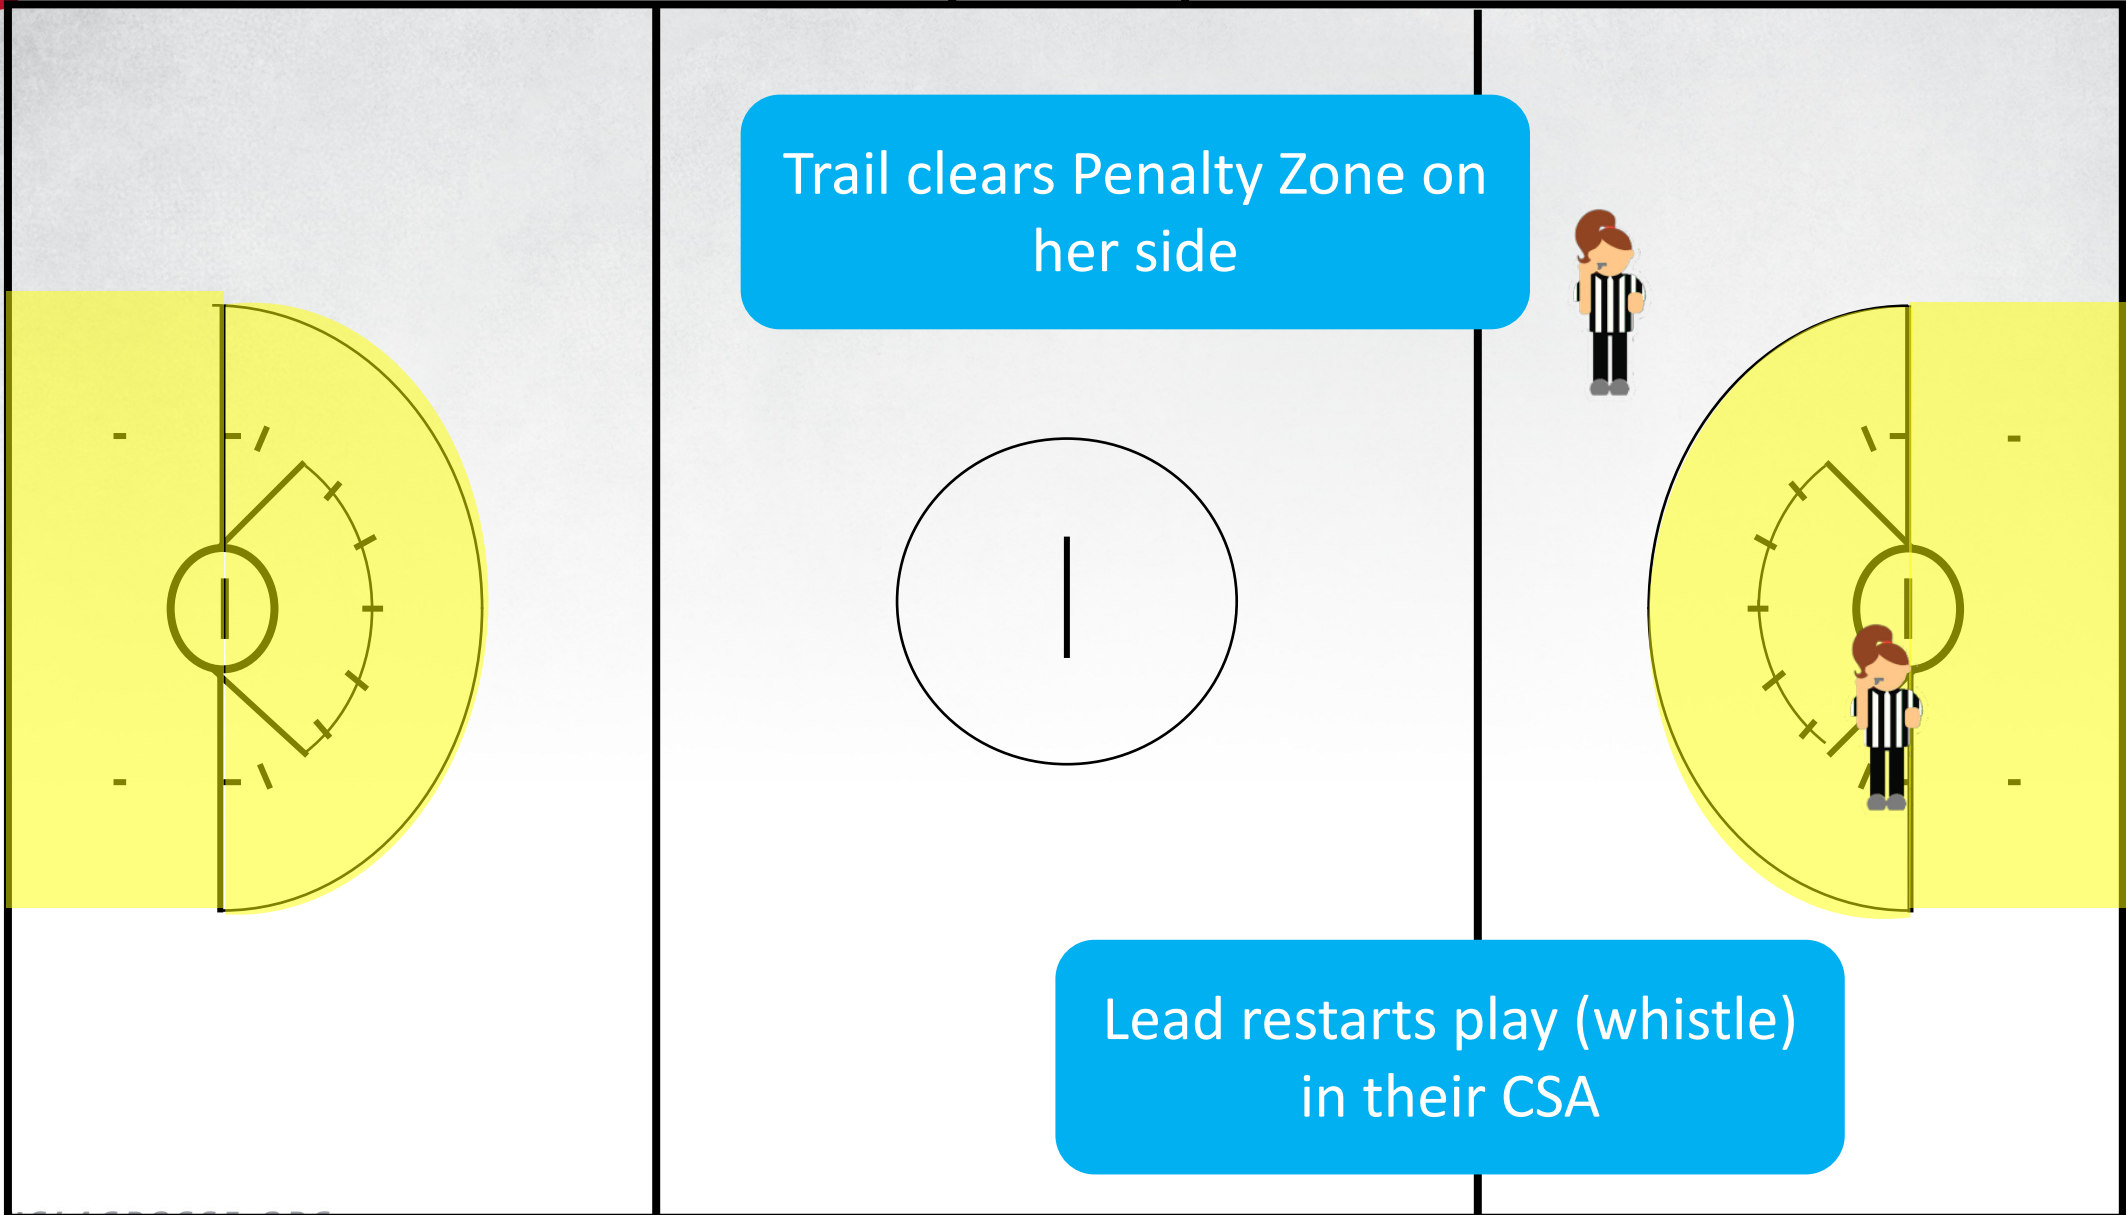 Trail clears Penalty Zone on
her side
Lead restarts play (whistle)
in their CSA